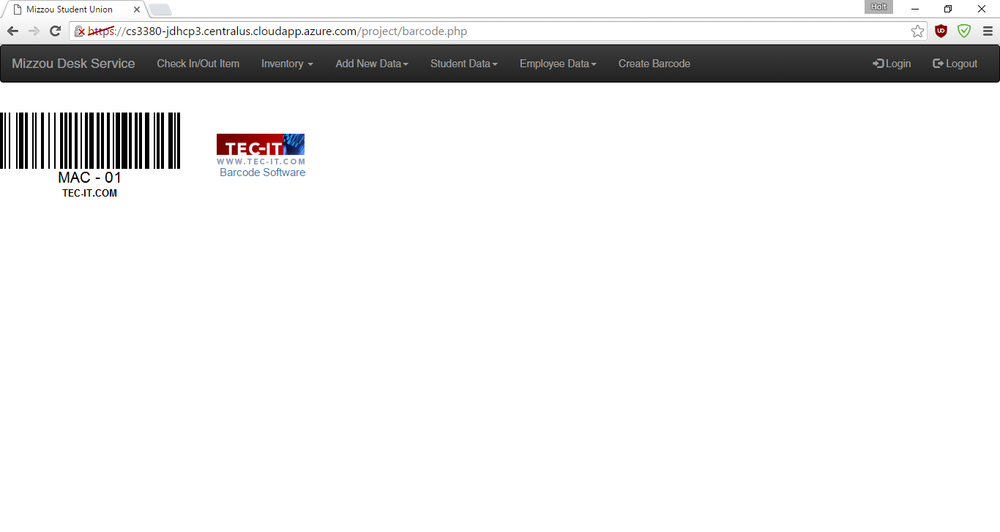 Mizzou Student Union
Holt
https://cs3380-jdhcp3.centralus.cloudapp.azure.com/project/barcode.php
Mizzou Desk Service Check In/Out Item Inventory Add New Data Student Data Employee Data Create Barcode Login Logout
MAC - 01
TEC-IT.COM
TEC-IT
WWW.TEC-IT.COM
Barcode Software